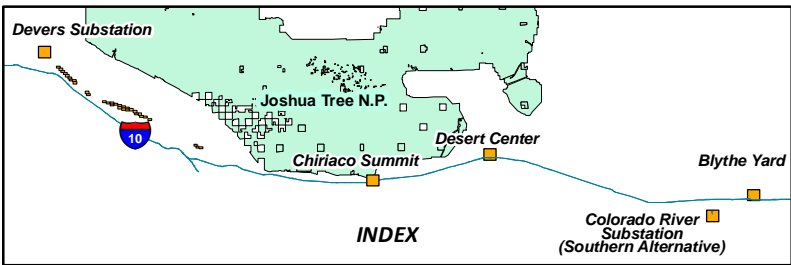 Devers Substation
Joshua Tree N.P.
10
Desert Center
Chiriaco Summit
Blythe Yard
Colorado River
Substation
(Southern Alternative)
INDEX